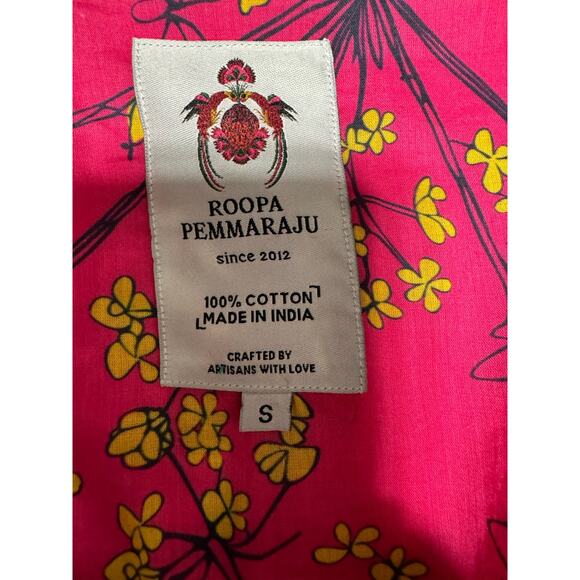 ROOPA
PEMMARAJU
since 2012
100% COTTON
MADE IN INDIA
CRAFTED BY
ARTISANS WITH LOVE
S